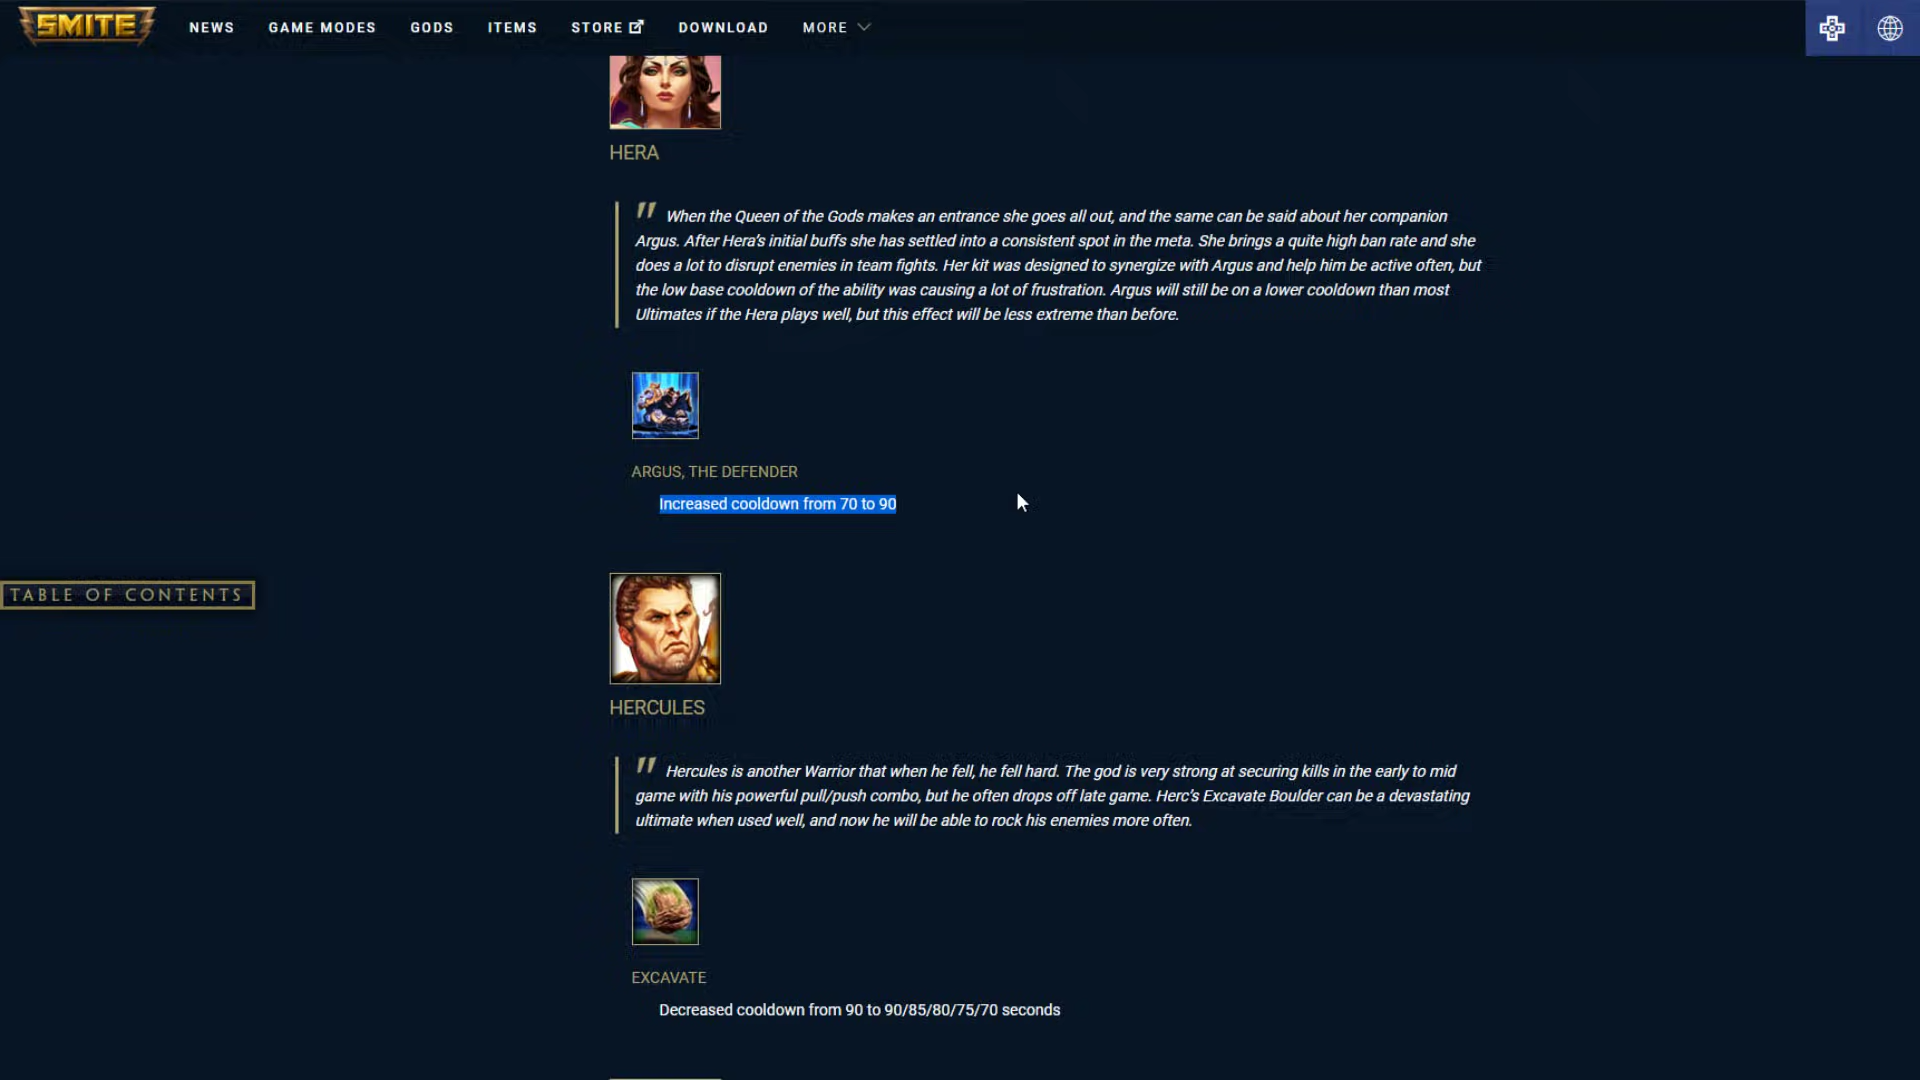 SMITE
NEWS
GAME MODES
GODS
ITEMS
STORE
DOWNLOAD
MORE
HERA
" When the Queen of the Gods makes an entrance she goes all out, and the same can be said about her companion
Argus. After Hera's initial buffs she has settled into a consistent spot in the meta. She brings a quite high ban rate and she
does a lot to disrupt enemies in team fights. Her kit was designed to synergize with Argus and help him be active often, but
the low base cooldown of the ability was causing a lot of frustration. Argus will still be on a lower cooldown than most
Ultimates if the Hera plays well, but this effect will be less extreme than before.
ARGUS, THE DEFENDER
Increased cooldown from 70 to 90
TABLE OF CONTENTS
HERCULES
" Hercules is another Warrior that when he fell, he fell hard. The god is very strong at securing kills in the early to mid
game with his powerful pull/push combo, but he often drops off late game. Herc's Excavate Boulder can be a devastating
ultimate when used well, and now he will be able to rock his enemies more often.
EXCAVATE
Decreased cooldown from 90 to 90/85/80/75/70 seconds